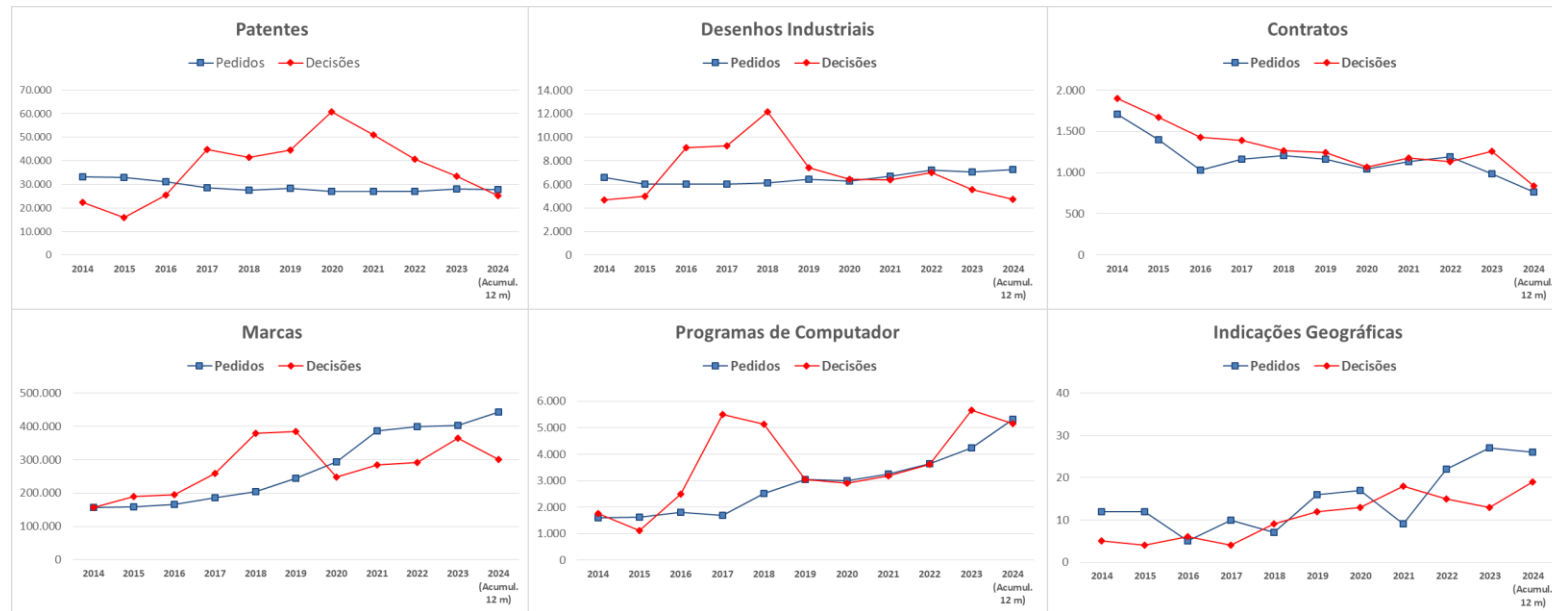 Patentes
Pedidos Decisões
70.000
60.000
50.000
40.000
30.000
20.000
10.000
0
2014 2015 2016 2017 2018 2019 2020 2021 2022 2023 2024
(Acumul.
12 m)
Desenhos Industriais
Pedidos Decisões
14.000
12.000
10.000
8.000
6.000
4.000
2.000
0
2014 2015 2016 2017 2018 2019 2020 2021 2022 2023 2024
(Acumul.
12 m)
Contratos
Pedidos Decisões
2.000
1.500
1.000
500
0
2014 2015 2016 2017 2018 2019 2020 2021 2022 2023 2024
(Acumul.
12 m)
Marcas
Pedidos Decisões
500.000
400.000
300.000
200.000
100.000
0
2014 2015 2016 2017 2018 2019 2020 2021 2022 2023 2024
(Acumul.
12 m)
Programas de Computador
Pedidos Decisões
6.000
5.000
4.000
3.000
2.000
1.000
0
2014 2015 2016 2017 2018 2019 2020 2021 2022 2023 2024
(Acumul.
12 m)
Indicações Geográficas
Pedidos Decisões
40
30
20
10
0
2014 2015 2016 2017 2018 2019 2020 2021 2022 2023 2024
(Acumul.
12 m)